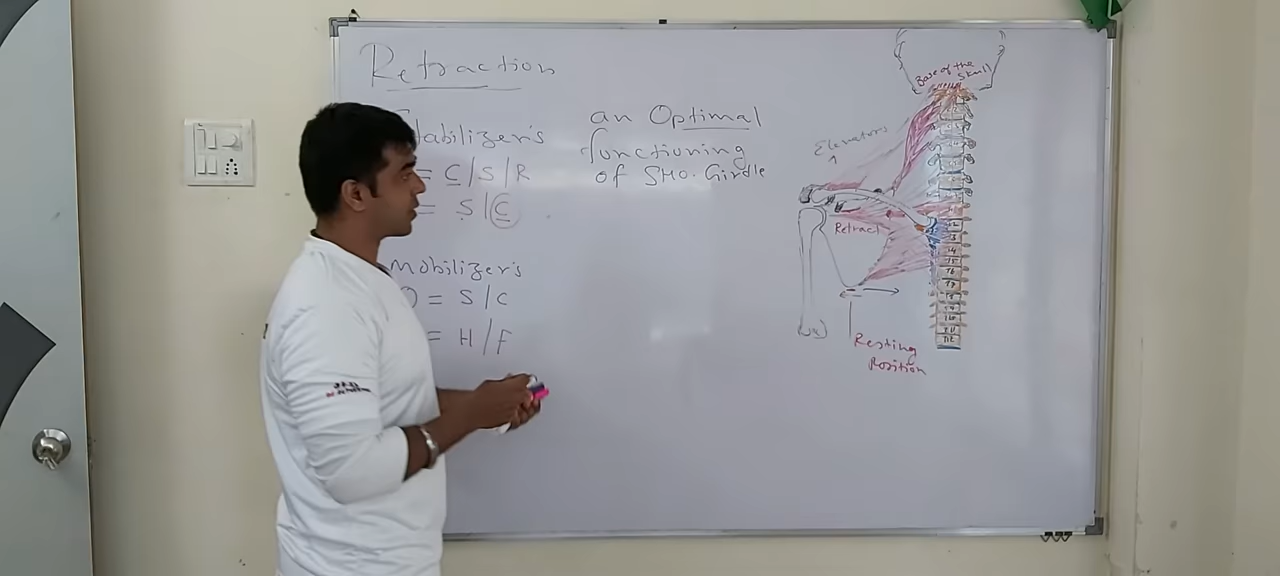 Retraction
Stabilizer's
= C/S/R
= S/C
Mobilizer's
= S/C
= H/F
an Optimal
functioning
of SHO. Girdle
Base of the
Skull
Elevators
Retract
Resting
Position